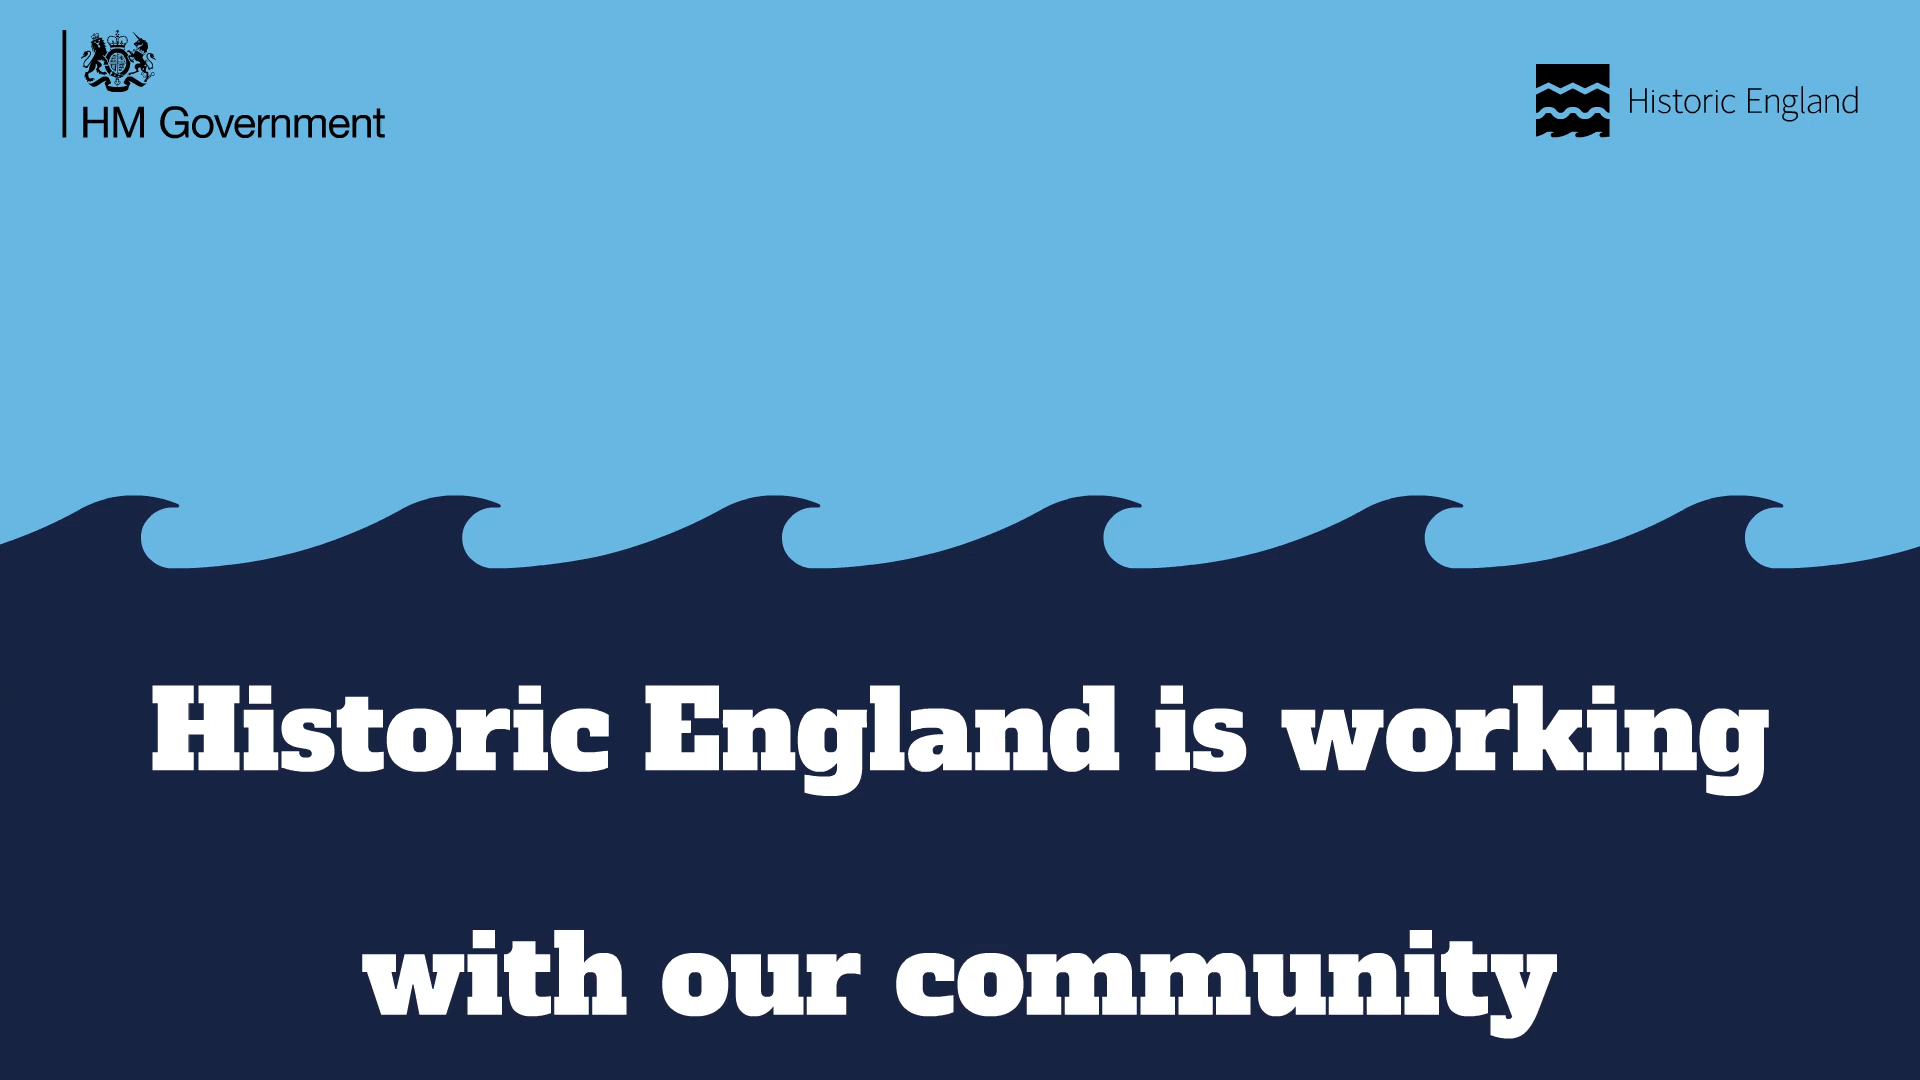 HM Government
Historic England
Historic England is working
with our community